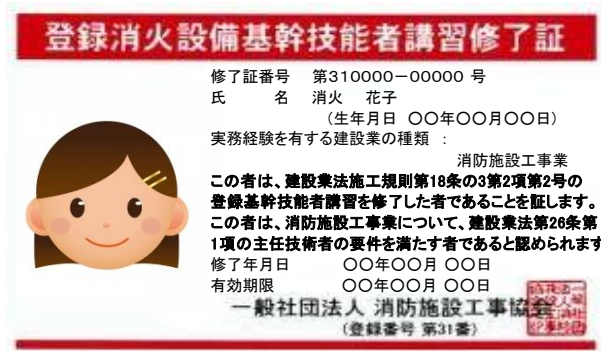 登録消火設備基幹技能者講習修了証
修了証番号 第310000－00000 号
氏 名 消火 花子
(生年月日 〇〇年〇〇月〇〇日)
実務経験を有する建設業の種類 :
消防施設工事業
この者は、建設業法施工規則第18条の3第2項第2号の
登録基幹技能者講習を修了した者であることを証します。
この者は、消防施設工事業について、建設業法第26条第
1項の主任技術者の要件を満たす者であると認められます
修了年月日 〇〇年〇〇月 〇〇日
有効期限 〇〇年〇〇月 〇〇日
一般社団法人 消防施設工事協会
(登録番号 第31番)